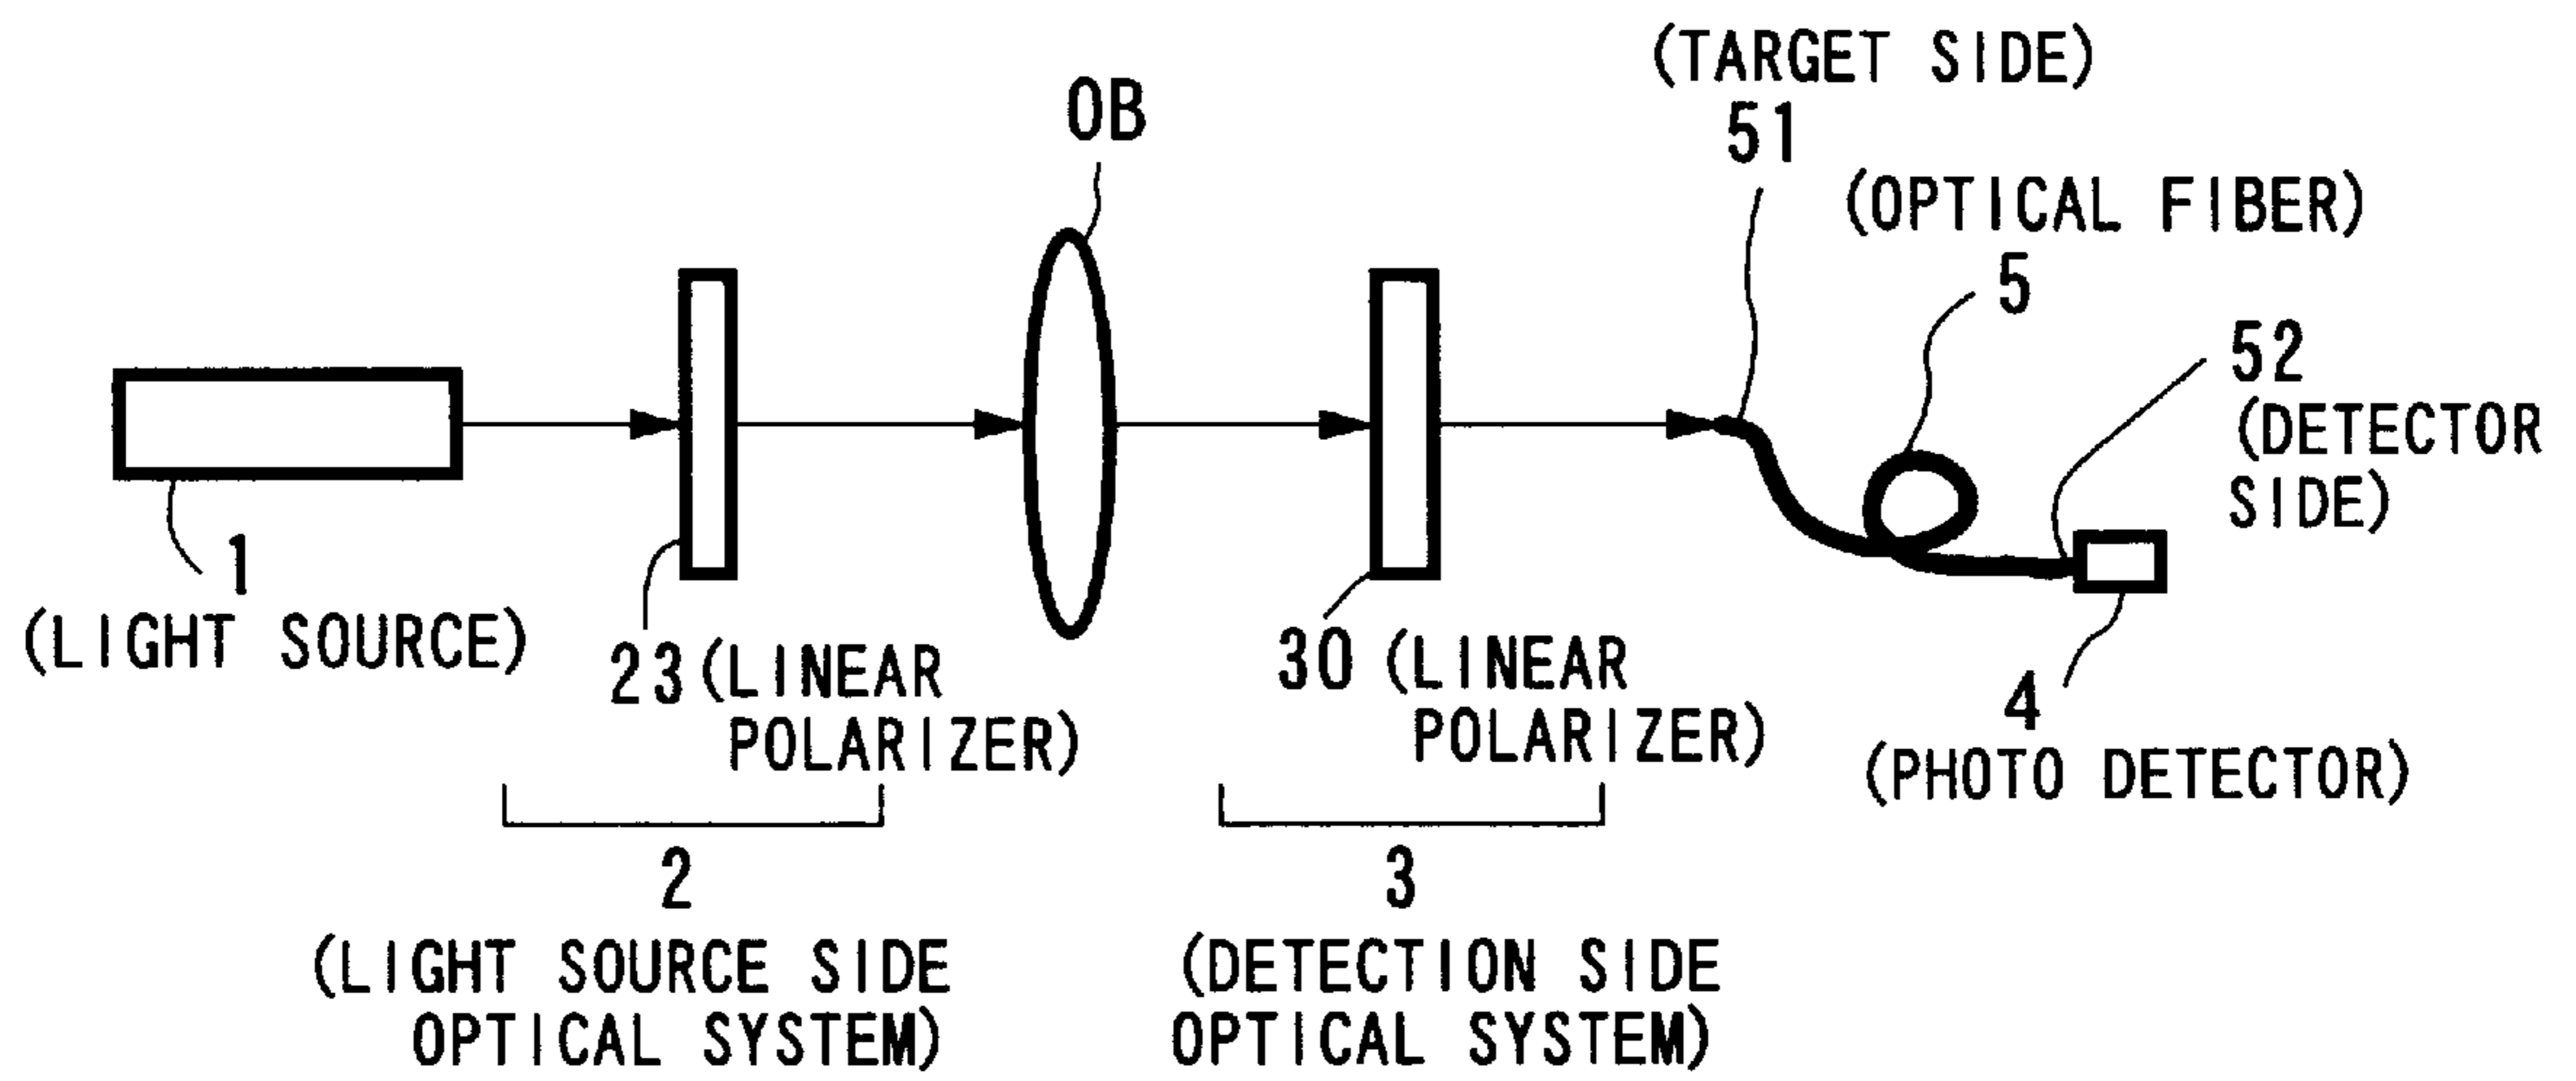 (TARGET SIDE)
51
OB
(OPTICAL FIBER)
5
52
(DETECTOR
SIDE)
1
(LIGHT SOURCE)
23 (LINEAR
POLARIZER)
30 (LINEAR
POLARIZER)
4
(PHOTO DETECTOR)
2
(LIGHT SOURCE SIDE
OPTICAL SYSTEM)
3
(DETECTION SIDE
OPTICAL SYSTEM)